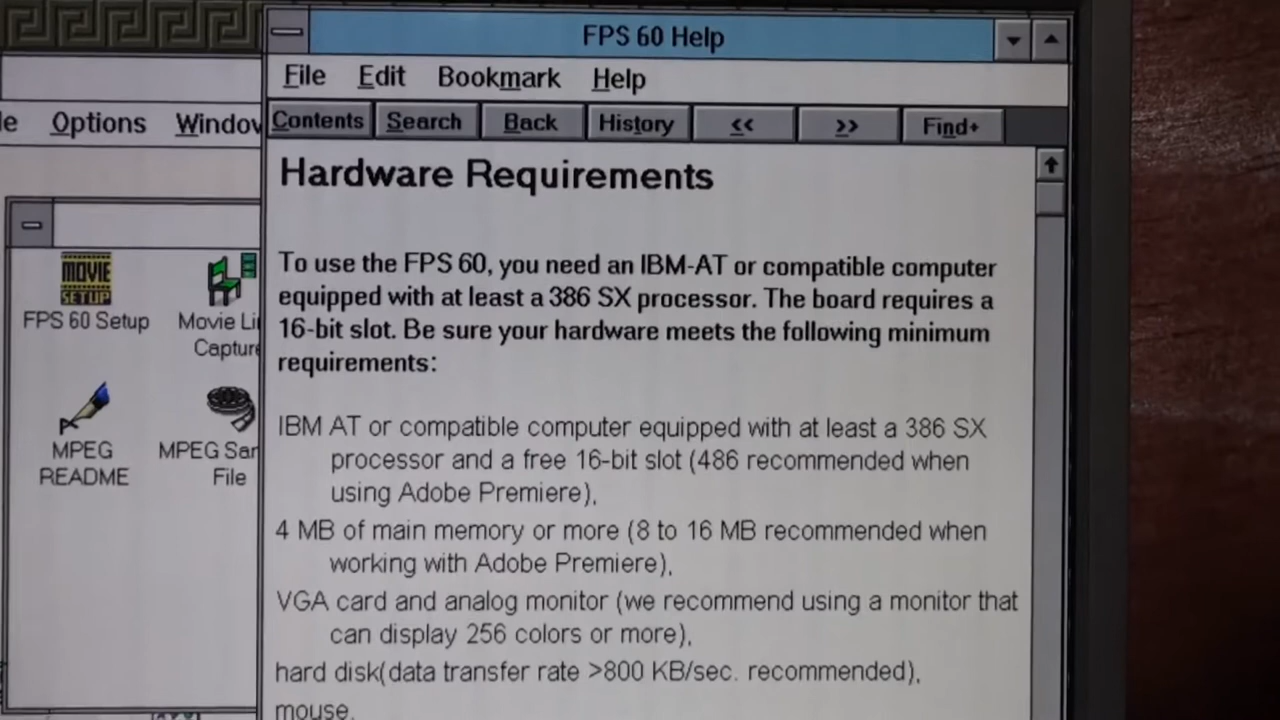 FPS 60 Help
File Edit Bookmark Help
Options
Contents Search Back History << >> Find+
Hardware Requirements
To use the FPS 60, you need an IBM-AT or compatible computer
equipped with at least a 386 SX processor. The board requires a
16-bit slot. Be sure your hardware meets the following minimum
requirements:
IBM AT or compatible computer equipped with at least a 386 SX
processor and a free 16-bit slot (486 recommended when
using Adobe Premiere),
4 MB of main memory or more (8 to 16 MB recommended when
working with Adobe Premiere),
VGA card and analog monitor (we recommend using a monitor that
can display 256 colors or more),
hard disk(data transfer rate >800 KB/sec. recommended),
mouse,
MOVIE
SETUP
FPS 60 Setup
Movie
MPEG
README
MPEG
File